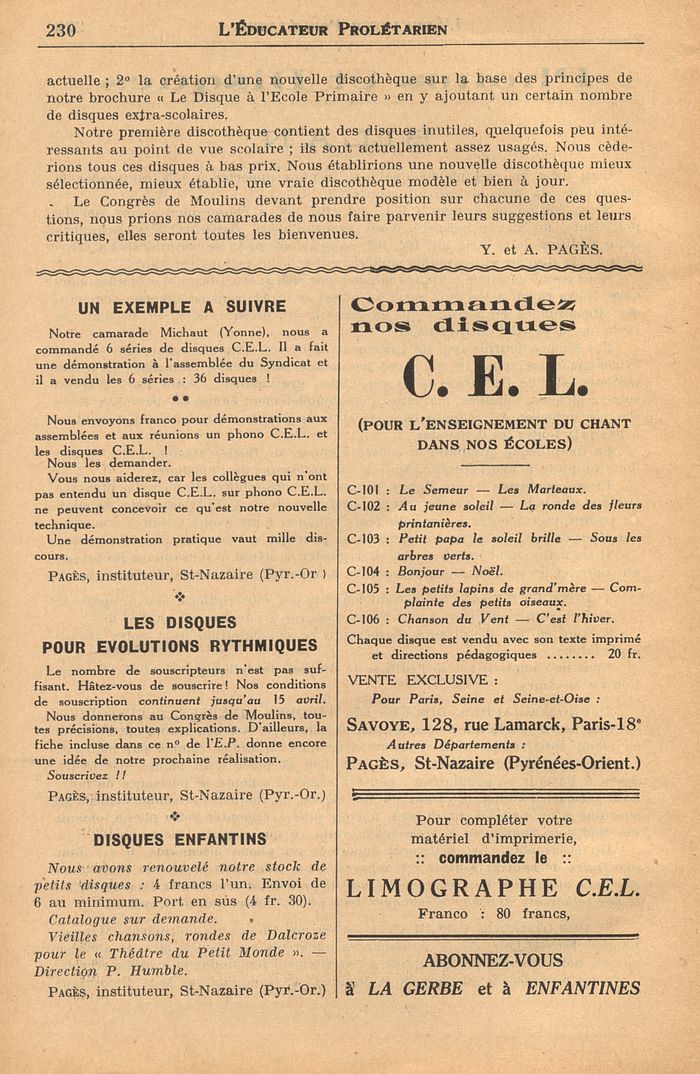 230
L'ÉDUCATEUR PROLÉTARIEN
actuelle ; 2° la création d'une nouvelle discothèque sur la base des principes de
notre brochure « Le Disque à l'Ecole Primaire » en y ajoutant un certain nombre
de disques extra-scolaires.
Notre première discothèque contient des disques inutiles, quelquefois peu inté-
ressants au point de vue scolaire ; ils sont actuellement assez usagés. Nous cède-
rions tous ces disques à bas prix. Nous établirions une nouvelle discothèque mieux
sélectionnée, mieux établie, une vraie discothèque modèle et bien à jour.
Le Congrès de Moulins devant prendre position sur chacune de ces ques-
tions, nous prions nos camarades de nous faire parvenir leurs suggestions et leurs
critiques, elles seront toutes les bienvenues.
Y. et A. PAGÈS.
UN EXEMPLE A SUIVRE
Notre camarade Michaut (Yonne), nous a
commandé 6 séries de disques C.E.L. Il a fait
une démonstration à l'assemblée du Syndicat et
il a vendu les 6 séries : 36 disques !
Nous envoyons franco pour démonstrations aux
assemblées et aux réunions un phono C.E.L. et
les disques C.E.L. !
Nous les demander.
Vous nous aiderez, car les collègues qui n'ont
pas entendu un disque C.E.L. sur phono C.E.L.
ne peuvent concevoir ce qu'est notre nouvelle
technique.
Une démonstration pratique vaut mille dis-
cours.
PAGÈS, instituteur, St-Nazaire (Pyr.-Or )
LES DISQUES
POUR EVOLUTIONS RYTHMIQUES
Le nombre de souscripteurs n'est pas suf-
fisant. Hâtez-vous de souscrire! Nos conditions
de souscription continuent jusqu'au 15 avril.
Nous donnerons au Congrès de Moulins, tou-
tes précisions, toutes explications. D'ailleurs, la
fiche incluse dans ce n° de l'E.P. donne encore
une idée de notre prochaine réalisation.
Souscrivez !!
PAGÈS, instituteur, St-Nazaire (Pyr.-Or.)
DISQUES ENFANTINS
Nous avons renouvelé notre stock de
petits disques : 4 francs l'un. Envoi de
6 au minimum. Port en sus (4 fr. 30).
Catalogue sur demande.
Vieilles chansons, rondes de Dalcroze
pour le « Théâtre du Petit Monde ». —
Direction P. Humble.
PAGÈS, instituteur, St-Nazaire (Pyr.-Or.)
Commandez
nos disques
C. E. L.
(POUR L'ENSEIGNEMENT DU CHANT
DANS NOS ÉCOLES)
C-101 : Le Semeur — Les Marteaux.
C-102 : Au jeune soleil — La ronde des fleurs
printanières.
C-103 : Petit papa le soleil brille — Sous les
arbres verts.
C-104 : Bonjour — Noël.
C-105 : Les petits lapins de grand'mère — Com-
plainte des petits oiseaux.
C-106 : Chanson du Vent — C'est l'hiver.
Chaque disque est vendu avec son texte imprimé
et directions pédagogiques ........ 20 fr.
VENTE EXCLUSIVE :
Pour Paris, Seine et Seine-et-Oise :
SAVOYE, 128, rue Lamarck, Paris-18e
Autres Départements :
PAGÈS, St-Nazaire (Pyrénées-Orient.)
Pour compléter votre
matériel d'imprimerie,
:: commandez le ::
LIMOGRAPHE C.E.L.
Franco : 80 francs,
ABONNEZ-VOUS
à LA GERBE et à ENFANTINES